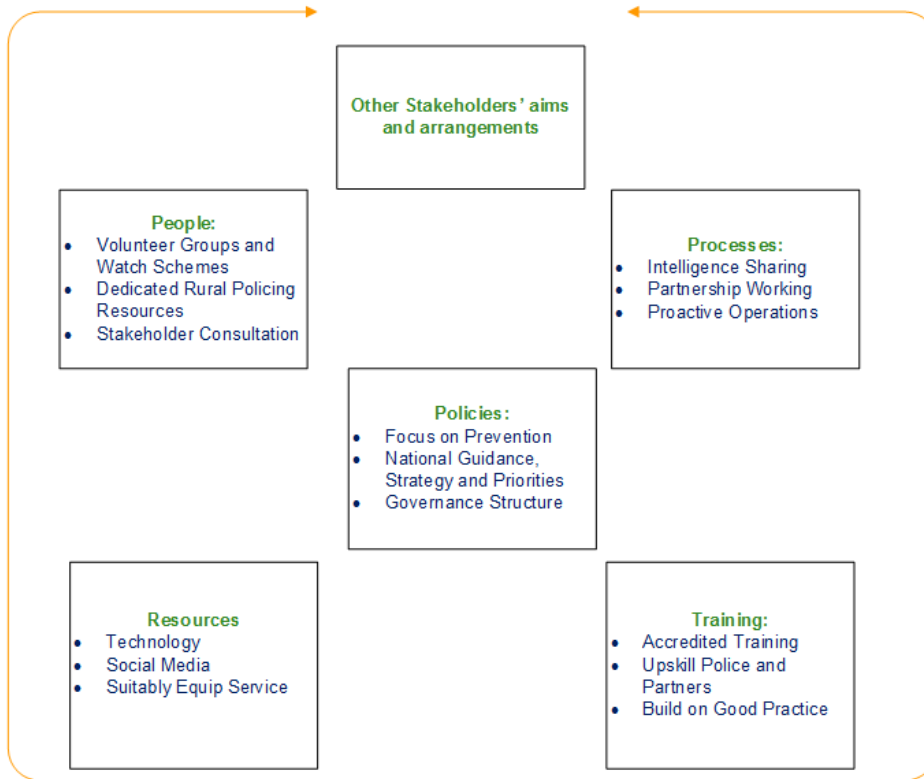 Other Stakeholders’ aims
and arrangements
People:
• Volunteer Groups and
Watch Schemes
• Dedicated Rural Policing
Resources
• Stakeholder Consultation
Processes:
• Intelligence Sharing
• Partnership Working
• Proactive Operations
Policies:
• Focus on Prevention
• National Guidance,
Strategy and Priorities
• Governance Structure
Resources
• Technology
• Social Media
• Suitably Equip Service
Training:
• Accredited Training
• Upskill Police and
Partners
• Build on Good Practice